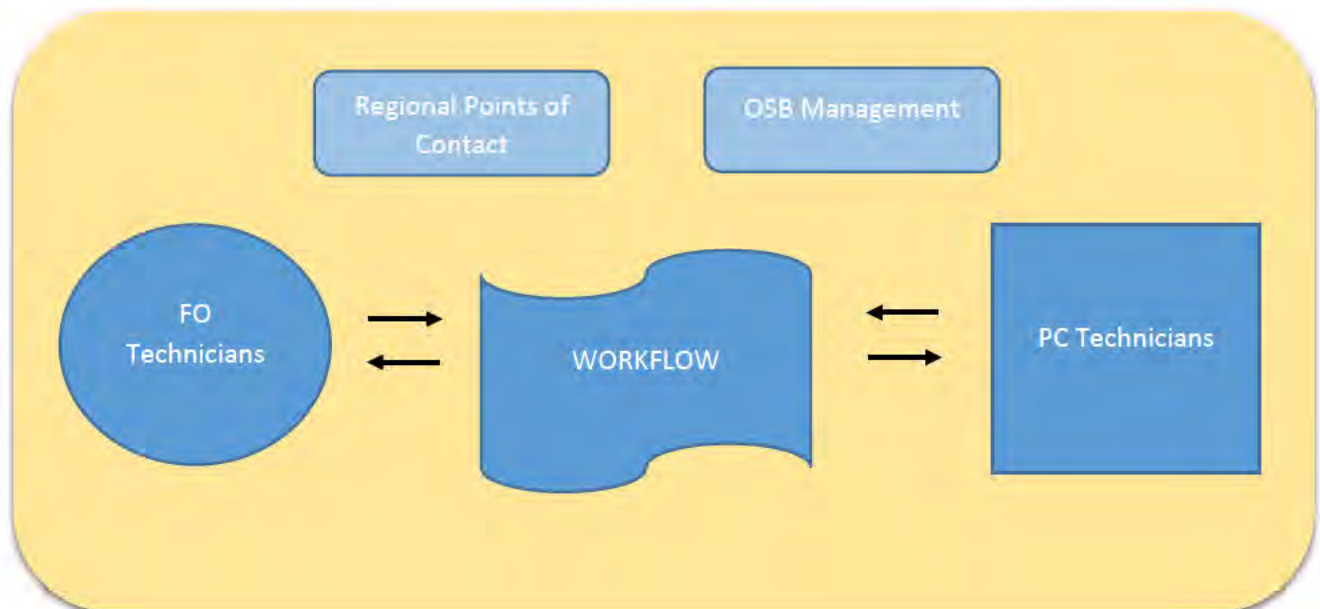 Regional Points of
Contact
OSB Management
FO
Technicians
WORKFLOW
PC Technicians